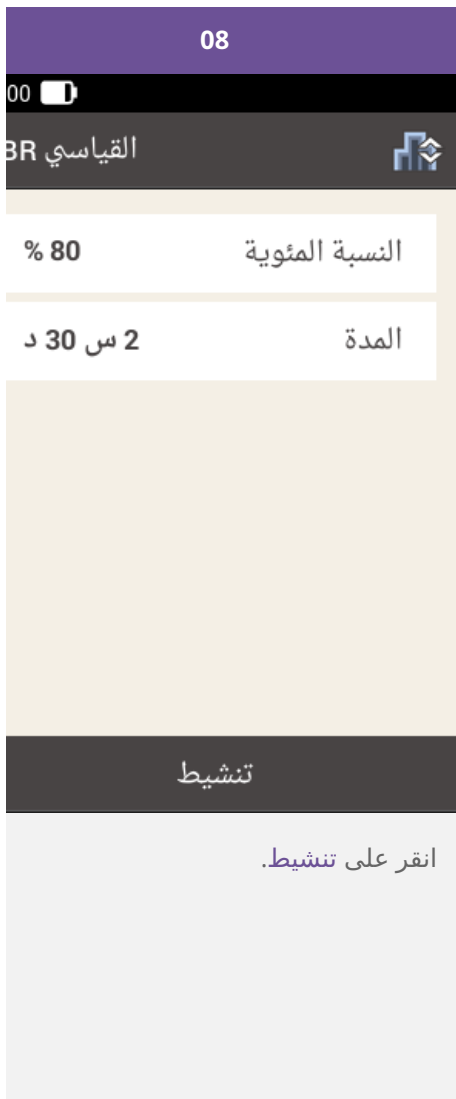 08
00
القياسي BR
النسبة المئوية 80 %
المدة 2 س 30 د
تنشيط
انقر على تنشيط.